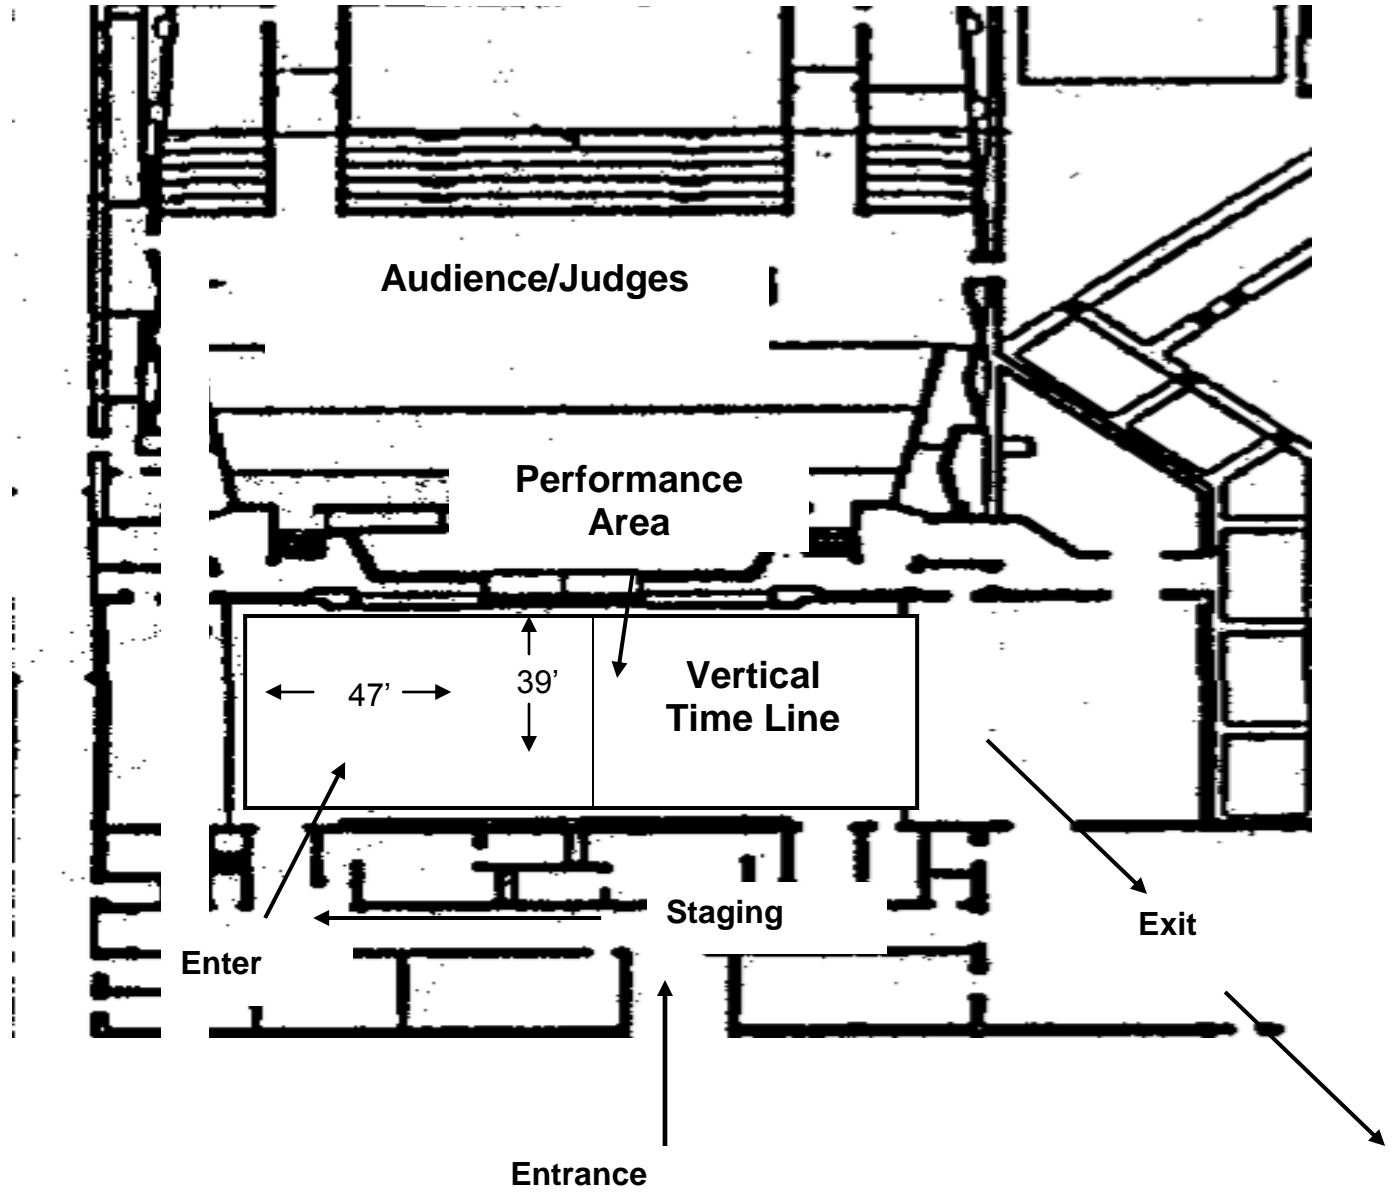 Audience/Judges
Performance
Area
47’
39’
Vertical
Time Line
Staging
Exit
Enter
Entrance